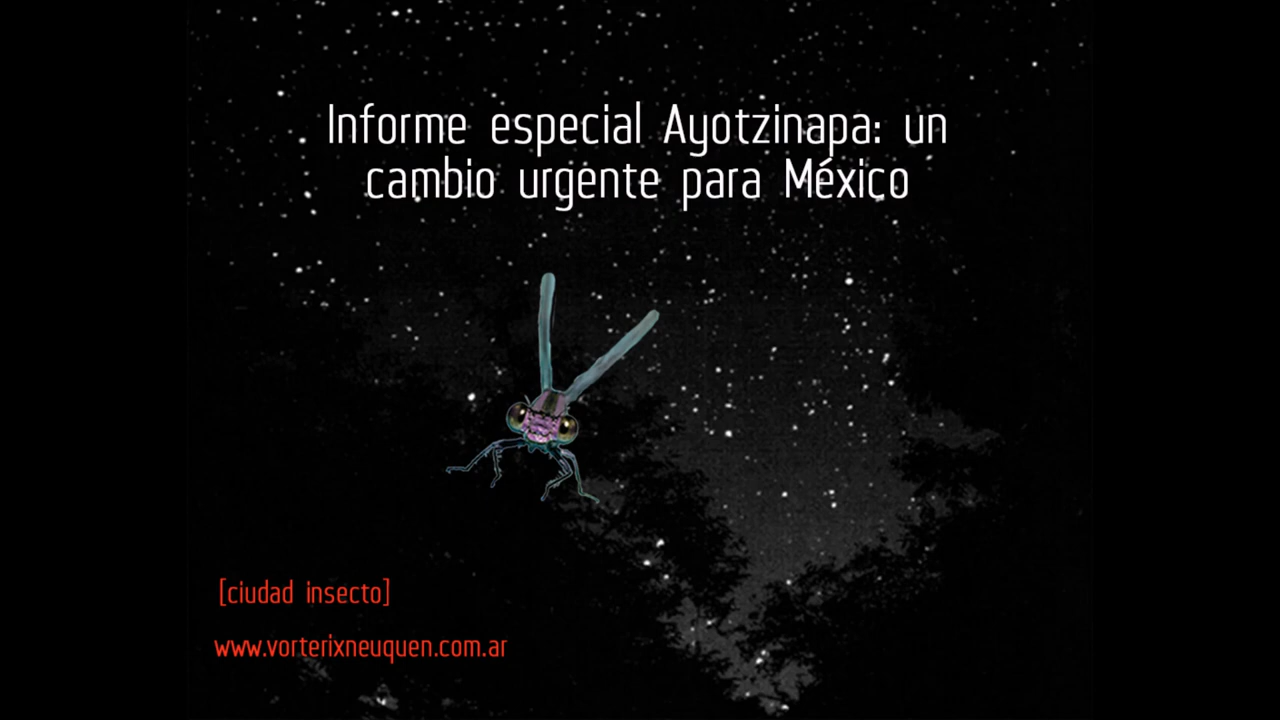 Informe especial Ayotzinapa: un
cambio urgente para México
[ciudad insecto]
www.vorterixneuquen.com.ar